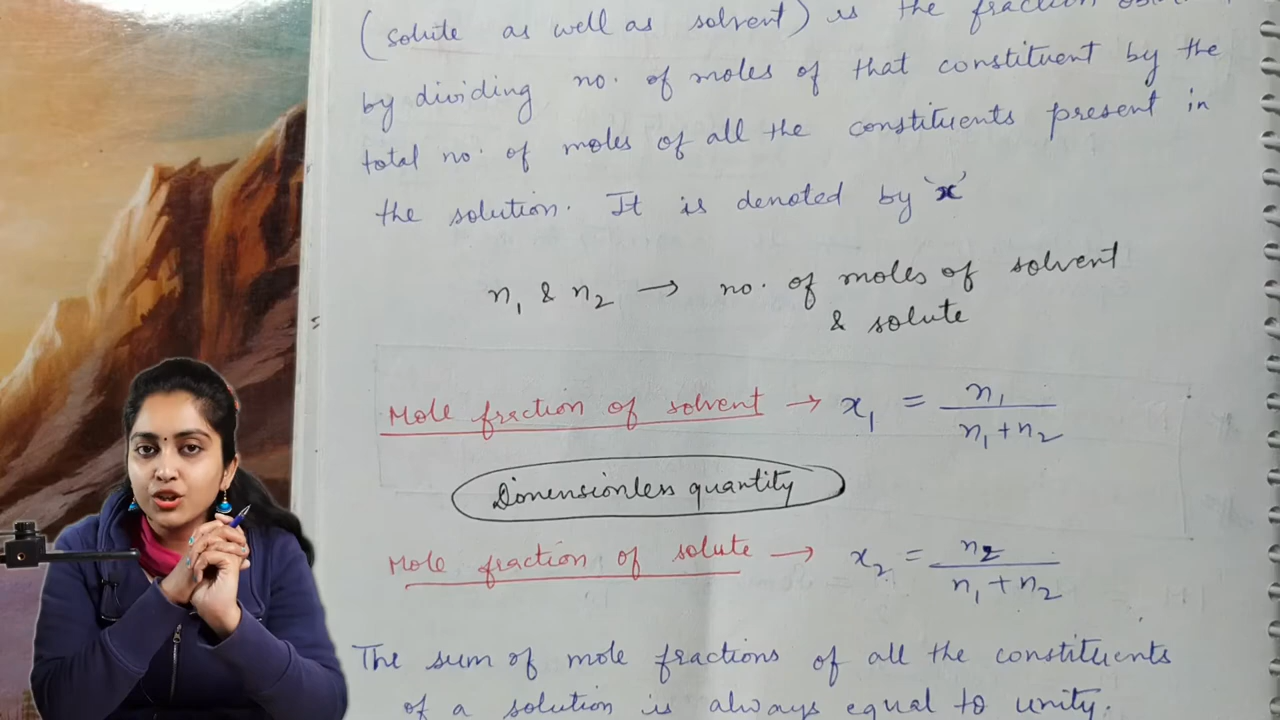 (solute as well as solvent) is the fraction
by dividing no. of moles of that constituent by the
total no. of moles of all the constituents present in
the solution. It is denoted by 'x'
n₁ & n₂ → no. of moles of solvent
& solute
Mole fraction of solvent → x₁ = n₁ / n₁+n₂
Dimensionless quantity
Mole fraction of solute → x₂ = n₂ / n₁+n₂
The sum of mole fractions of all the constituents
of a solution is always equal to unity.